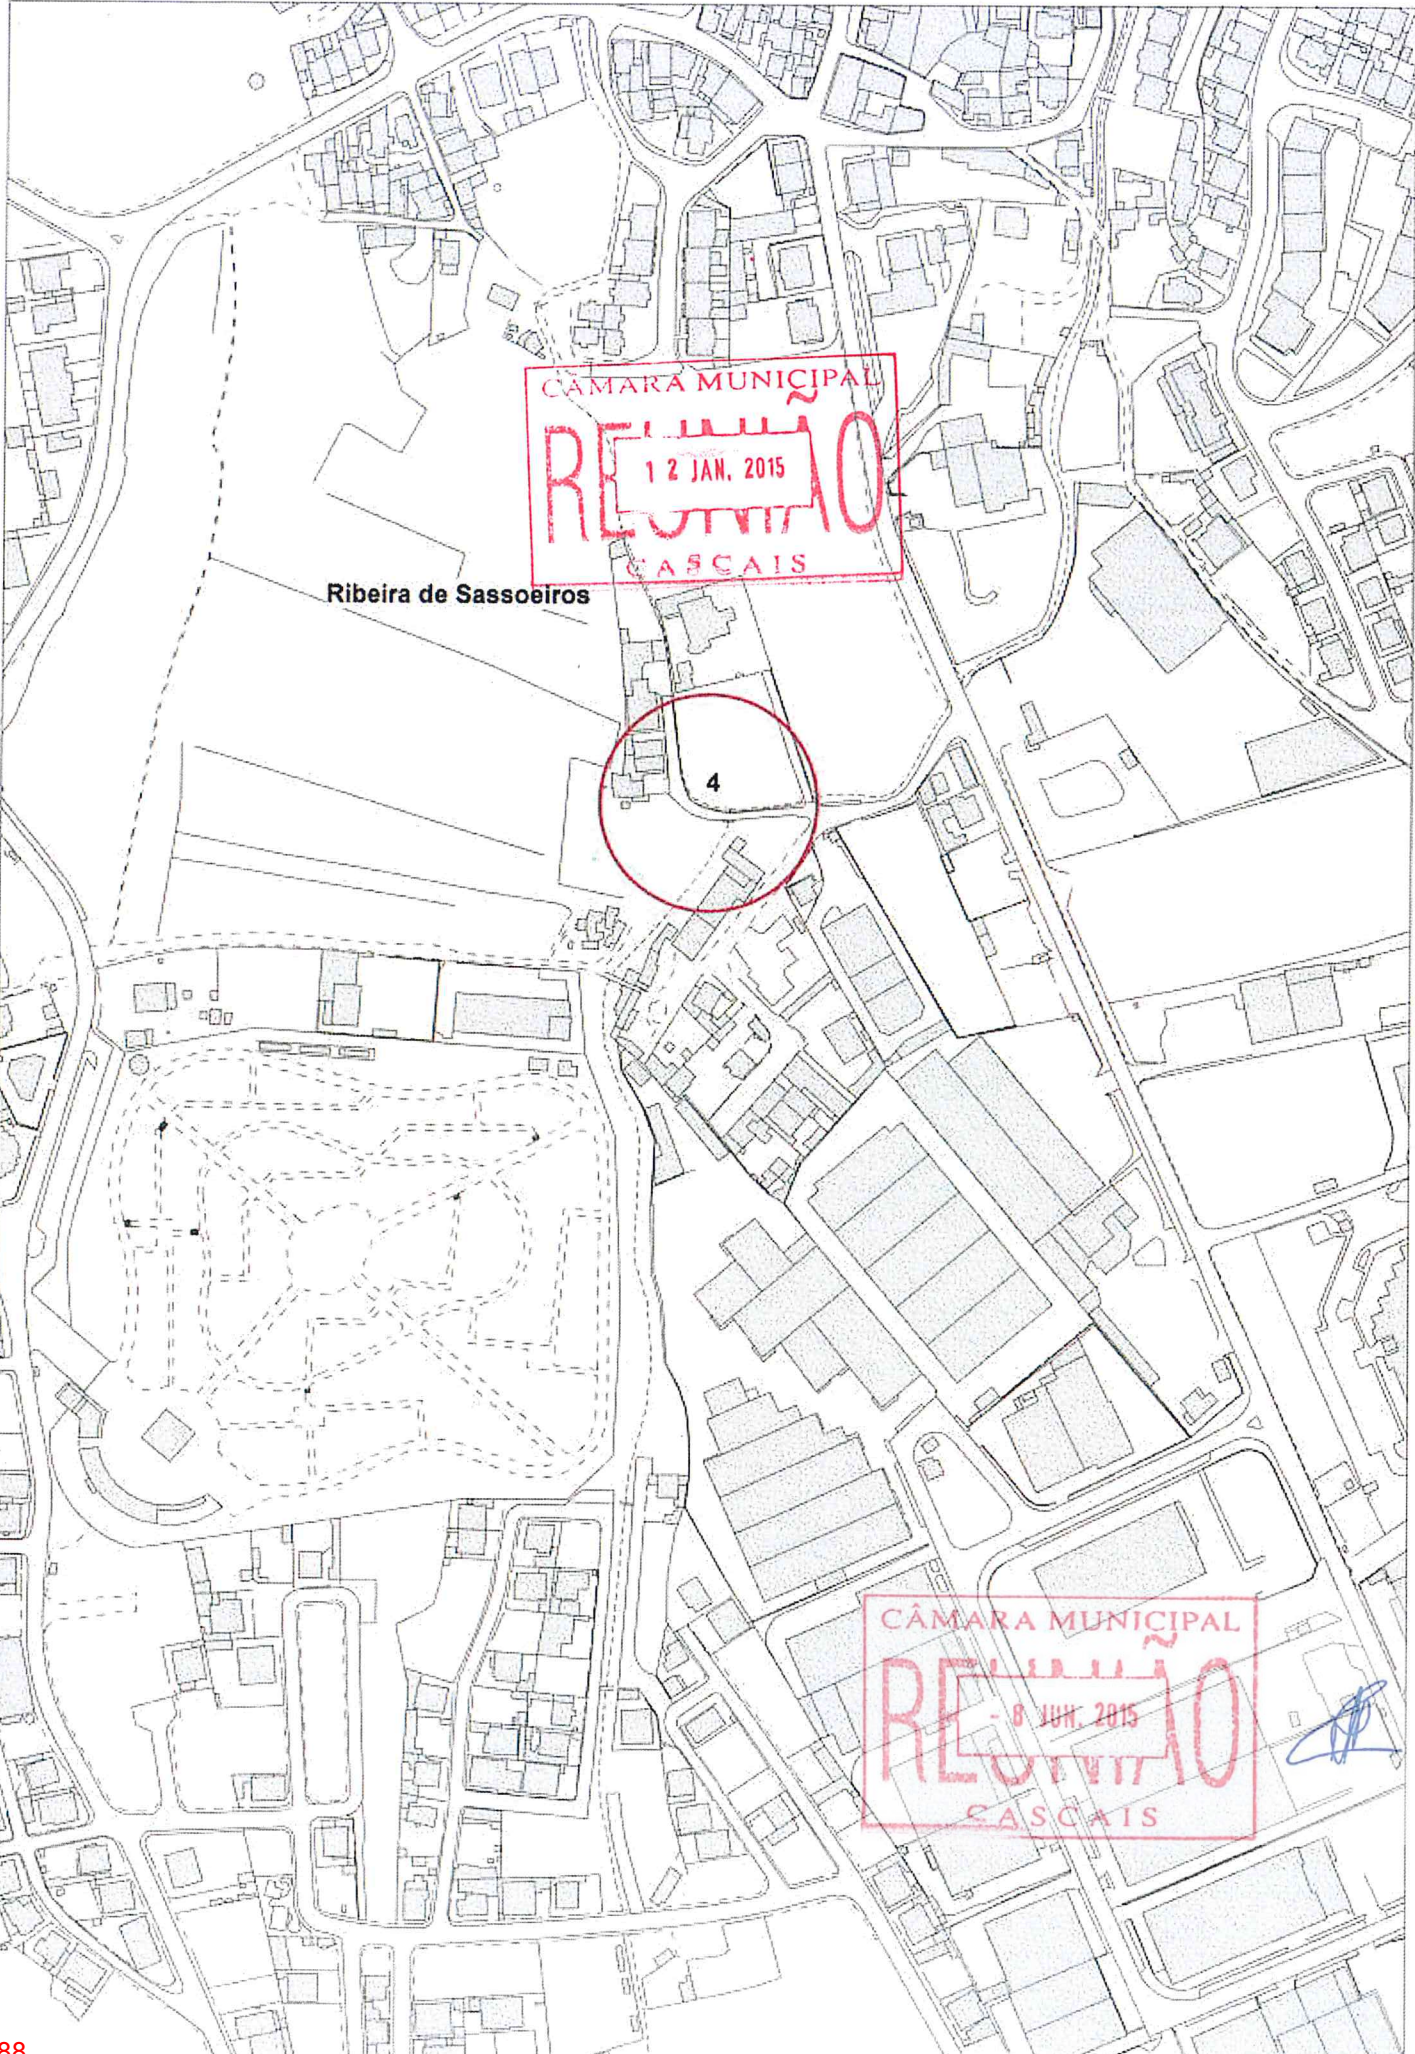 CÂMARA MUNICIPAL
REUNIÃO
12 JAN. 2015
CASCAIS
Ribeira de Sassoeiros
4
CÂMARA MUNICIPAL
REUNIÃO
- 8 JUN. 2015
CASCAIS
88